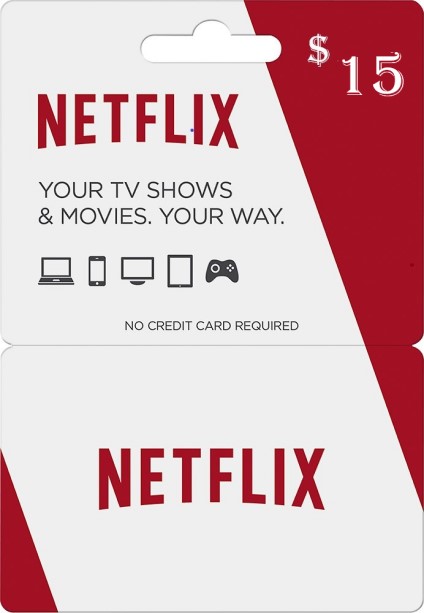 $ 15
NETFLIX
YOUR TV SHOWS
& MOVIES. YOUR WAY.
NO CREDIT CARD REQUIRED
NETFLIX